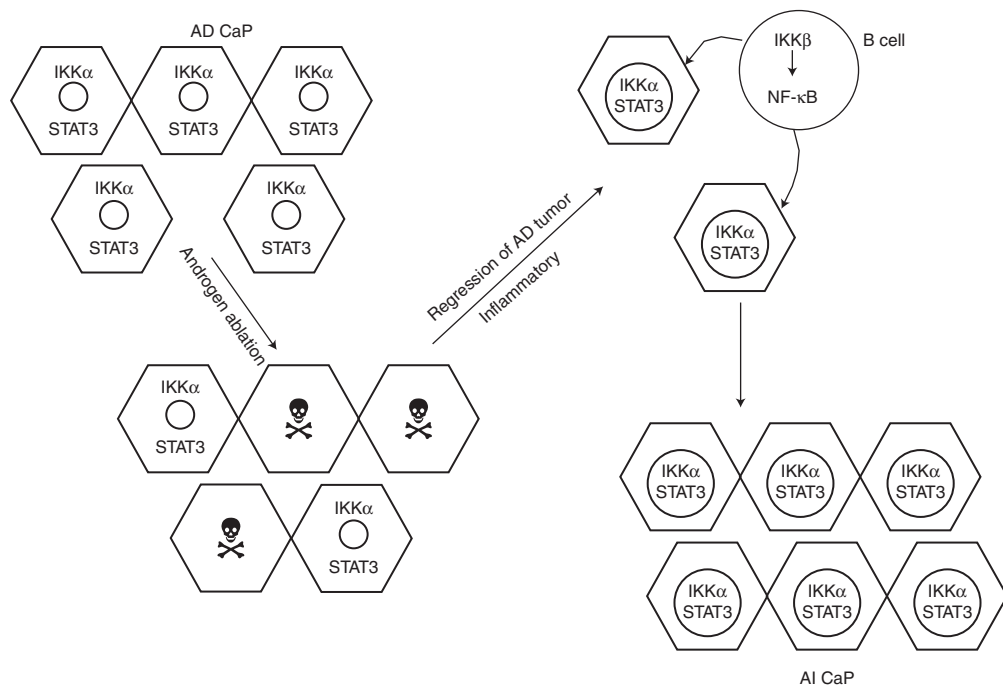 AD CaP
IKKα
STAT3
IKKα
STAT3
IKKα
STAT3
IKKα
STAT3
IKKα
STAT3
Androgen ablation
IKKα
STAT3
IKKα
STAT3
Regression of AD tumor
Inflammatory
IKKα
STAT3
IKKβ
NF-κB
B cell
IKKα
STAT3
IKKα
STAT3
IKKα
STAT3
IKKα
STAT3
IKKα
STAT3
IKKα
STAT3
IKKα
STAT3
AI CaP